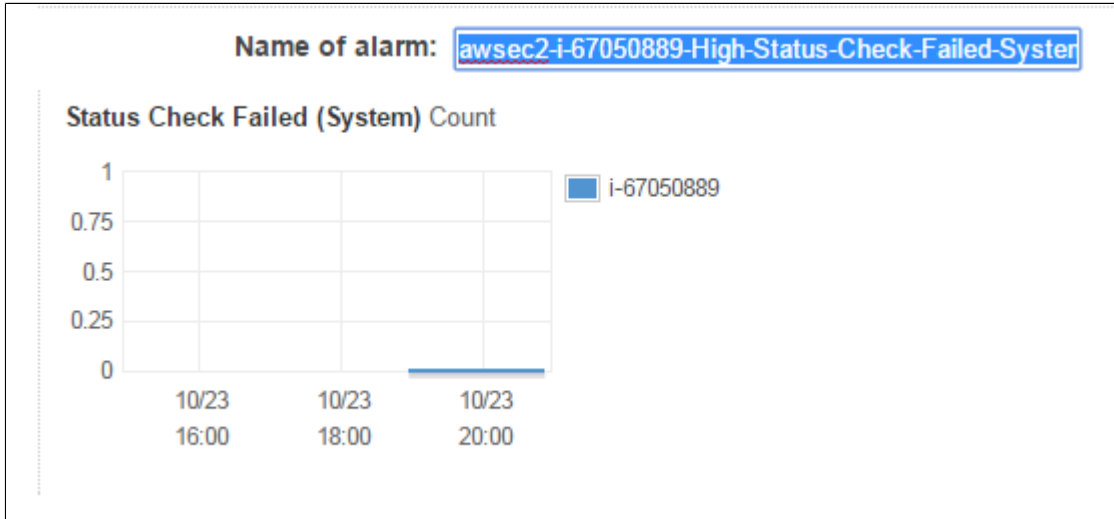 Name of alarm: awsec2-i-67050889-High-Status-Check-Failed-Syster
Status Check Failed (System) Count
1
i-67050889
0.75
0.5
0.25
0
10/23 10/23 10/23
16:00 18:00 20:00